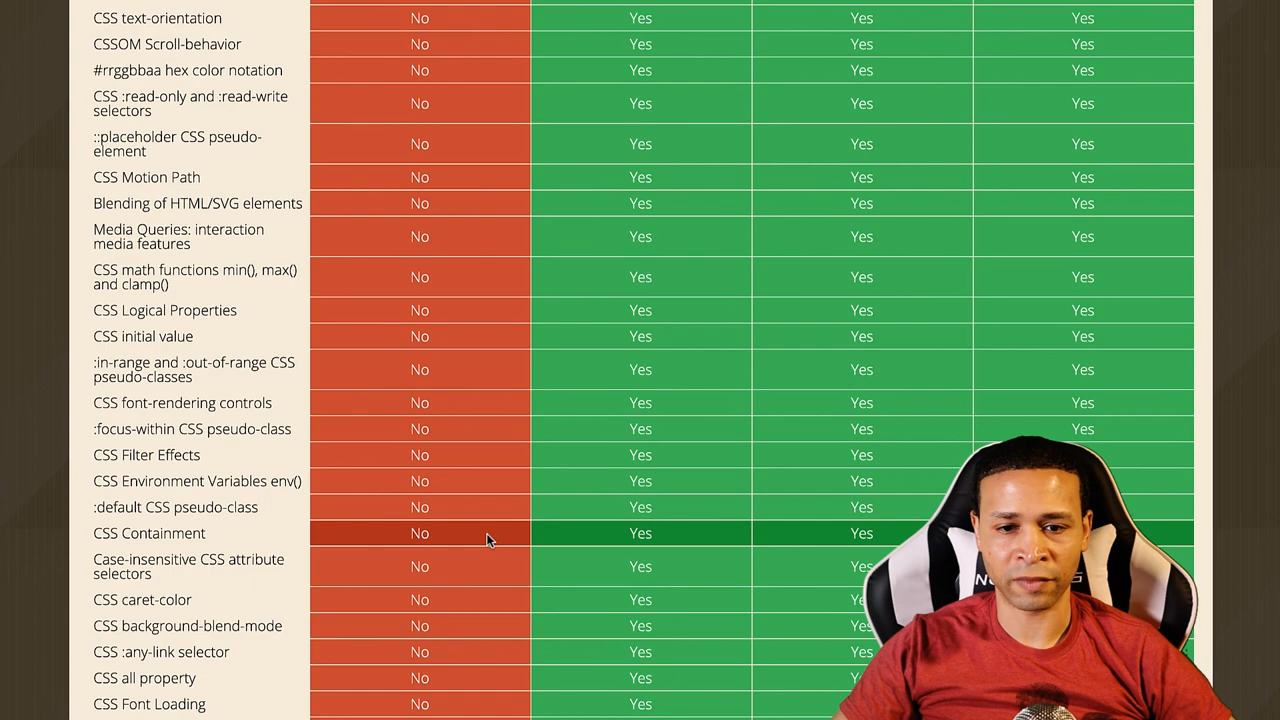 CSS text-orientation No Yes Yes Yes
CSSOM Scroll-behavior No Yes Yes Yes
#rrggbbaa hex color notation No Yes Yes Yes
CSS :read-only and :read-write
selectors No Yes Yes Yes
::placeholder CSS pseudo-
element No Yes Yes Yes
CSS Motion Path No Yes Yes Yes
Blending of HTML/SVG elements No Yes Yes Yes
Media Queries: interaction
media features No Yes Yes Yes
CSS math functions min(), max()
and clamp() No Yes Yes Yes
CSS Logical Properties No Yes Yes Yes
CSS initial value No Yes Yes Yes
:in-range and :out-of-range CSS
pseudo-classes No Yes Yes Yes
CSS font-rendering controls No Yes Yes Yes
:focus-within CSS pseudo-class No Yes Yes Yes
CSS Filter Effects No Yes Yes
CSS Environment Variables env() No Yes Yes
:default CSS pseudo-class No Yes Yes
CSS Containment No Yes Yes
Case-insensitive CSS attribute
selectors No Yes Yes
CSS caret-color No Yes
CSS background-blend-mode No Yes Yes
CSS :any-link selector No Yes Yes
CSS all property No Yes
CSS Font Loading No Yes